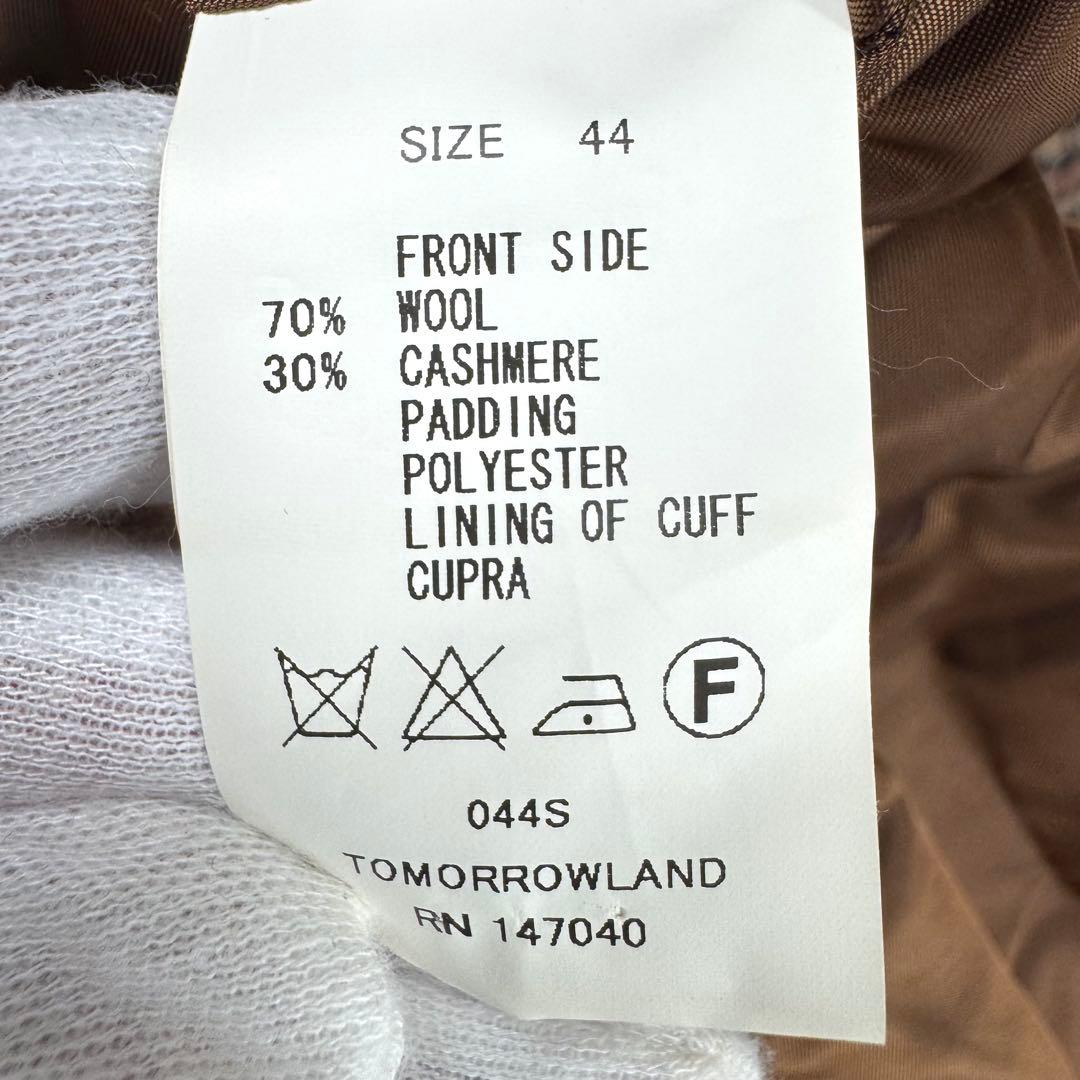 SIZE 44
FRONT SIDE
70% WOOL
30% CASHMERE
PADDING
POLYESTER
LINING OF CUFF
CUPRA
F
044S
TOMORROWLAND
RN 147040